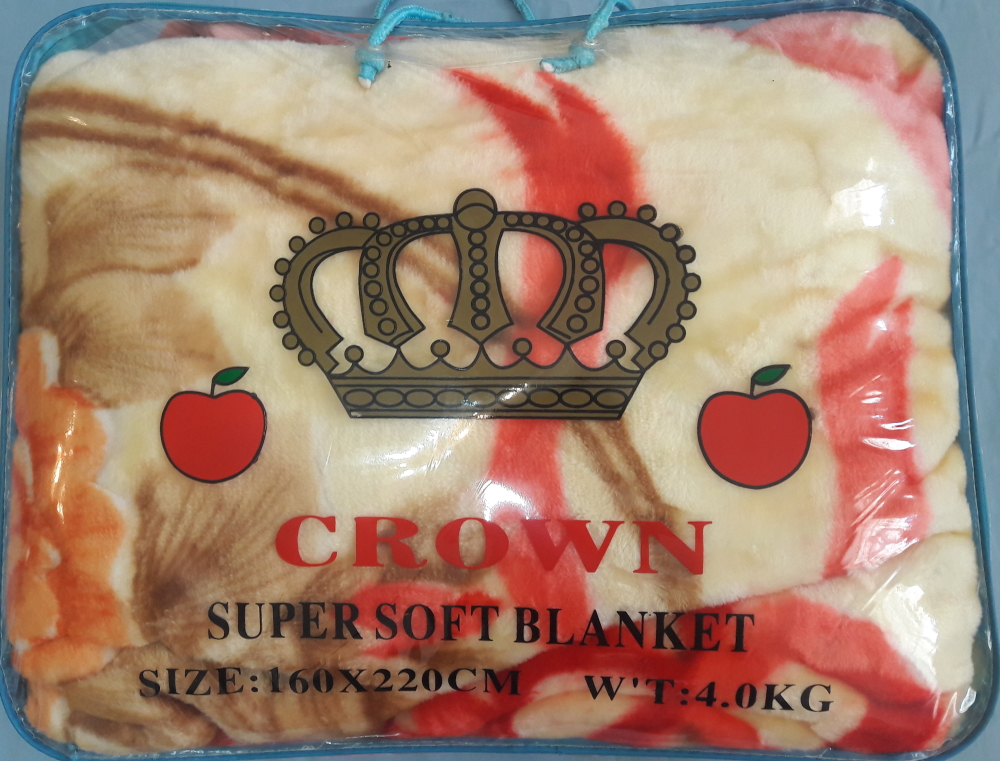 CROWN
SUPER SOFT BLANKET
SIZE:160X220CM W'T:4.0KG